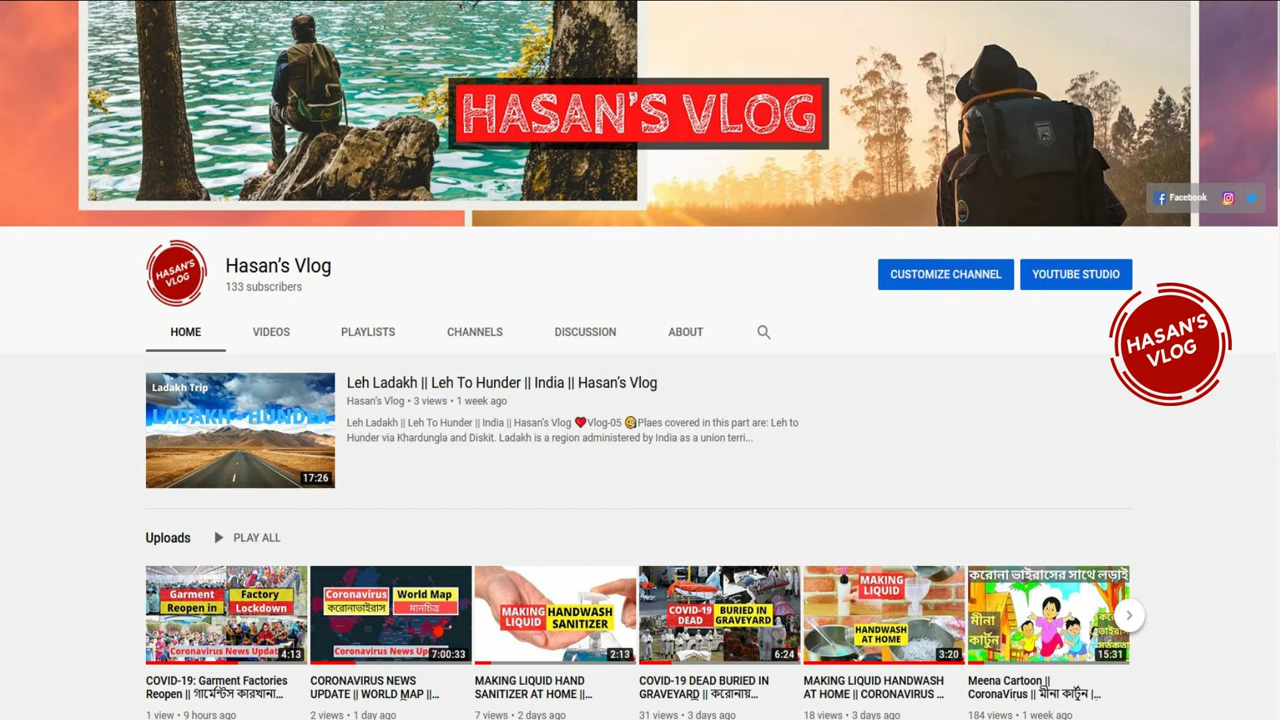 HASAN'S VLOG
Facebook
HASAN'S
VLOG
Hasan's Vlog
133 subscribers
CUSTOMIZE CHANNEL
YOUTUBE STUDIO
HASAN'S
VLOG
HOME
VIDEOS
PLAYLISTS
CHANNELS
DISCUSSION
ABOUT
Ladakh Trip
LADAKH - HUNDER
17:26
Leh Ladakh || Leh To Hunder || India || Hasan's Vlog
Hasan's Vlog • 3 views • 1 week ago
Leh Ladakh || Leh To Hunder || India || Hasan's Vlog ❤️Vlog-05 😊Plaes covered in this part are: Leh to
Hunder via Khardungla and Diskit. Ladakh is a region administered by India as a union terri...
Uploads
PLAY ALL
Garment Factory
Reopen in Lockdown
Coronavirus News Updat
4:13
COVID-19: Garment Factories
Reopen || গার্মেন্টস কারখানা...
1 view • 9 hours ago
Coronavirus World Map
করোনাভাইরাস মানচিত্র
Coronavirus News Up
7:00:33
CORONAVIRUS NEWS
UPDATE || WORLD MAP ||...
2 views • 1 day ago
MAKING HANDWASH
LIQUID SANITIZER
2:13
MAKING LIQUID HAND
SANITIZER AT HOME ||...
7 views • 2 days ago
COVID-19 BURIED IN
DEAD GRAVEYARD
6:24
COVID-19 DEAD BURIED IN
GRAVEYARD || করোনায়...
31 views • 3 days ago
MAKING
LIQUID
HANDWASH
AT HOME
3:20
MAKING LIQUID HANDWASH
AT HOME || CORONAVIRUS ...
18 views • 3 days ago
করোনা ভাইরাসের সাথে লড়াই
মীনা
কার্টুন
15:31
Meena Cartoon ||
CoronaVirus || মীনা কার্টুন |...
184 views • 1 week ago